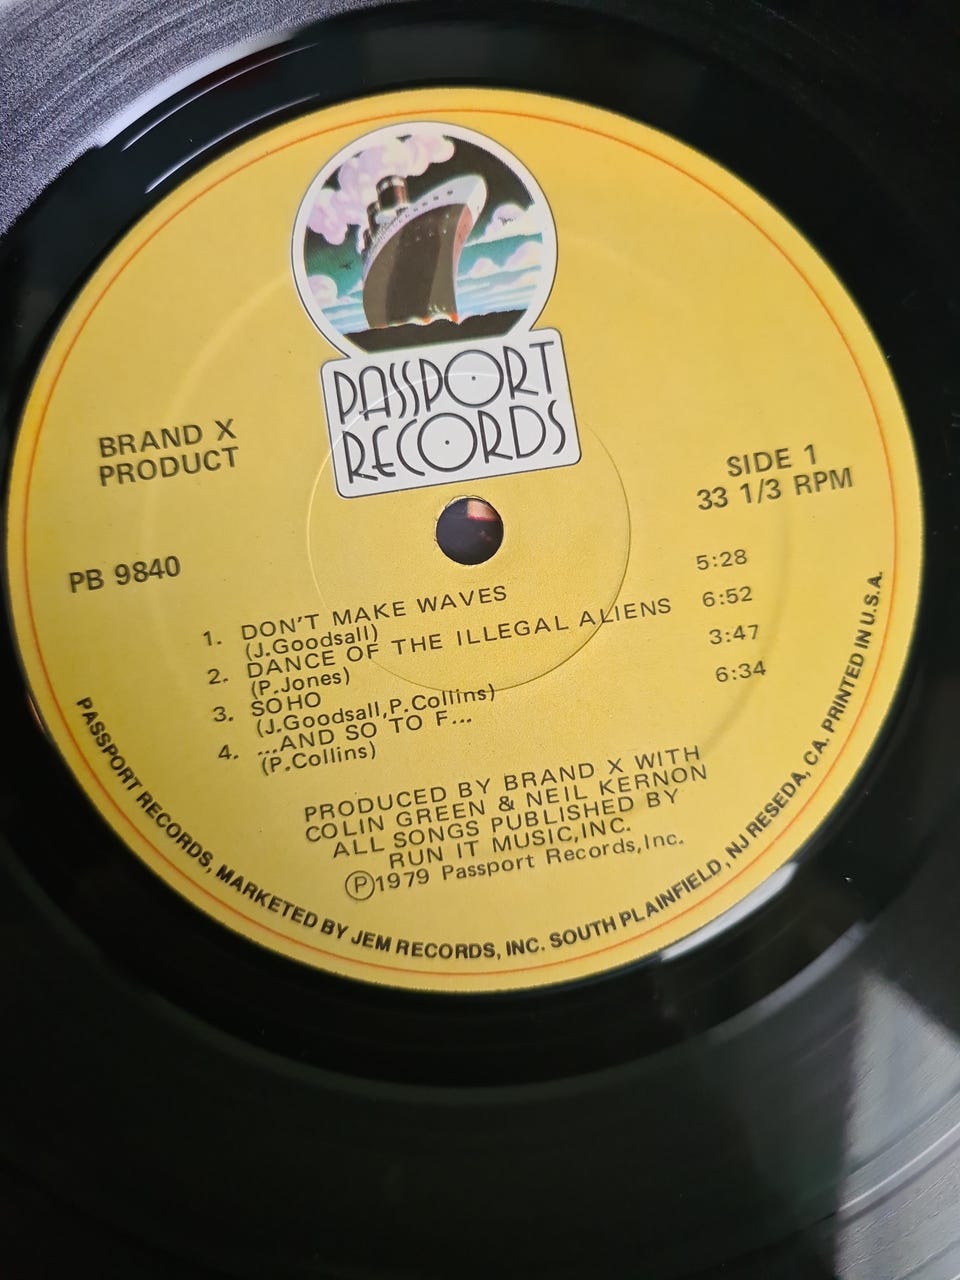 PASSPORT
RECORDS
BRAND X
PRODUCT
SIDE 1
33 1/3 RPM
PB 9840
1. DON'T MAKE WAVES 5:28
(J.Goodsall)
2. DANCE OF THE ILLEGAL ALIENS 6:52
(P.Jones)
3. SOHO 3:47
(J.Goodsall,P.Collins)
4. ...AND SO TO F... 6:34
(P.Collins)
PRODUCED BY BRAND X WITH
COLIN GREEN & NEIL KERNON
ALL SONGS PUBLISHED BY
RUN IT MUSIC,INC.
Ⓟ1979 Passport Records,Inc.
PASSPORT RECORDS, MARKETED BY JEM RECORDS, INC. SOUTH PLAINFIELD, NJ RESEDA, CA. PRINTED IN U.S.A.